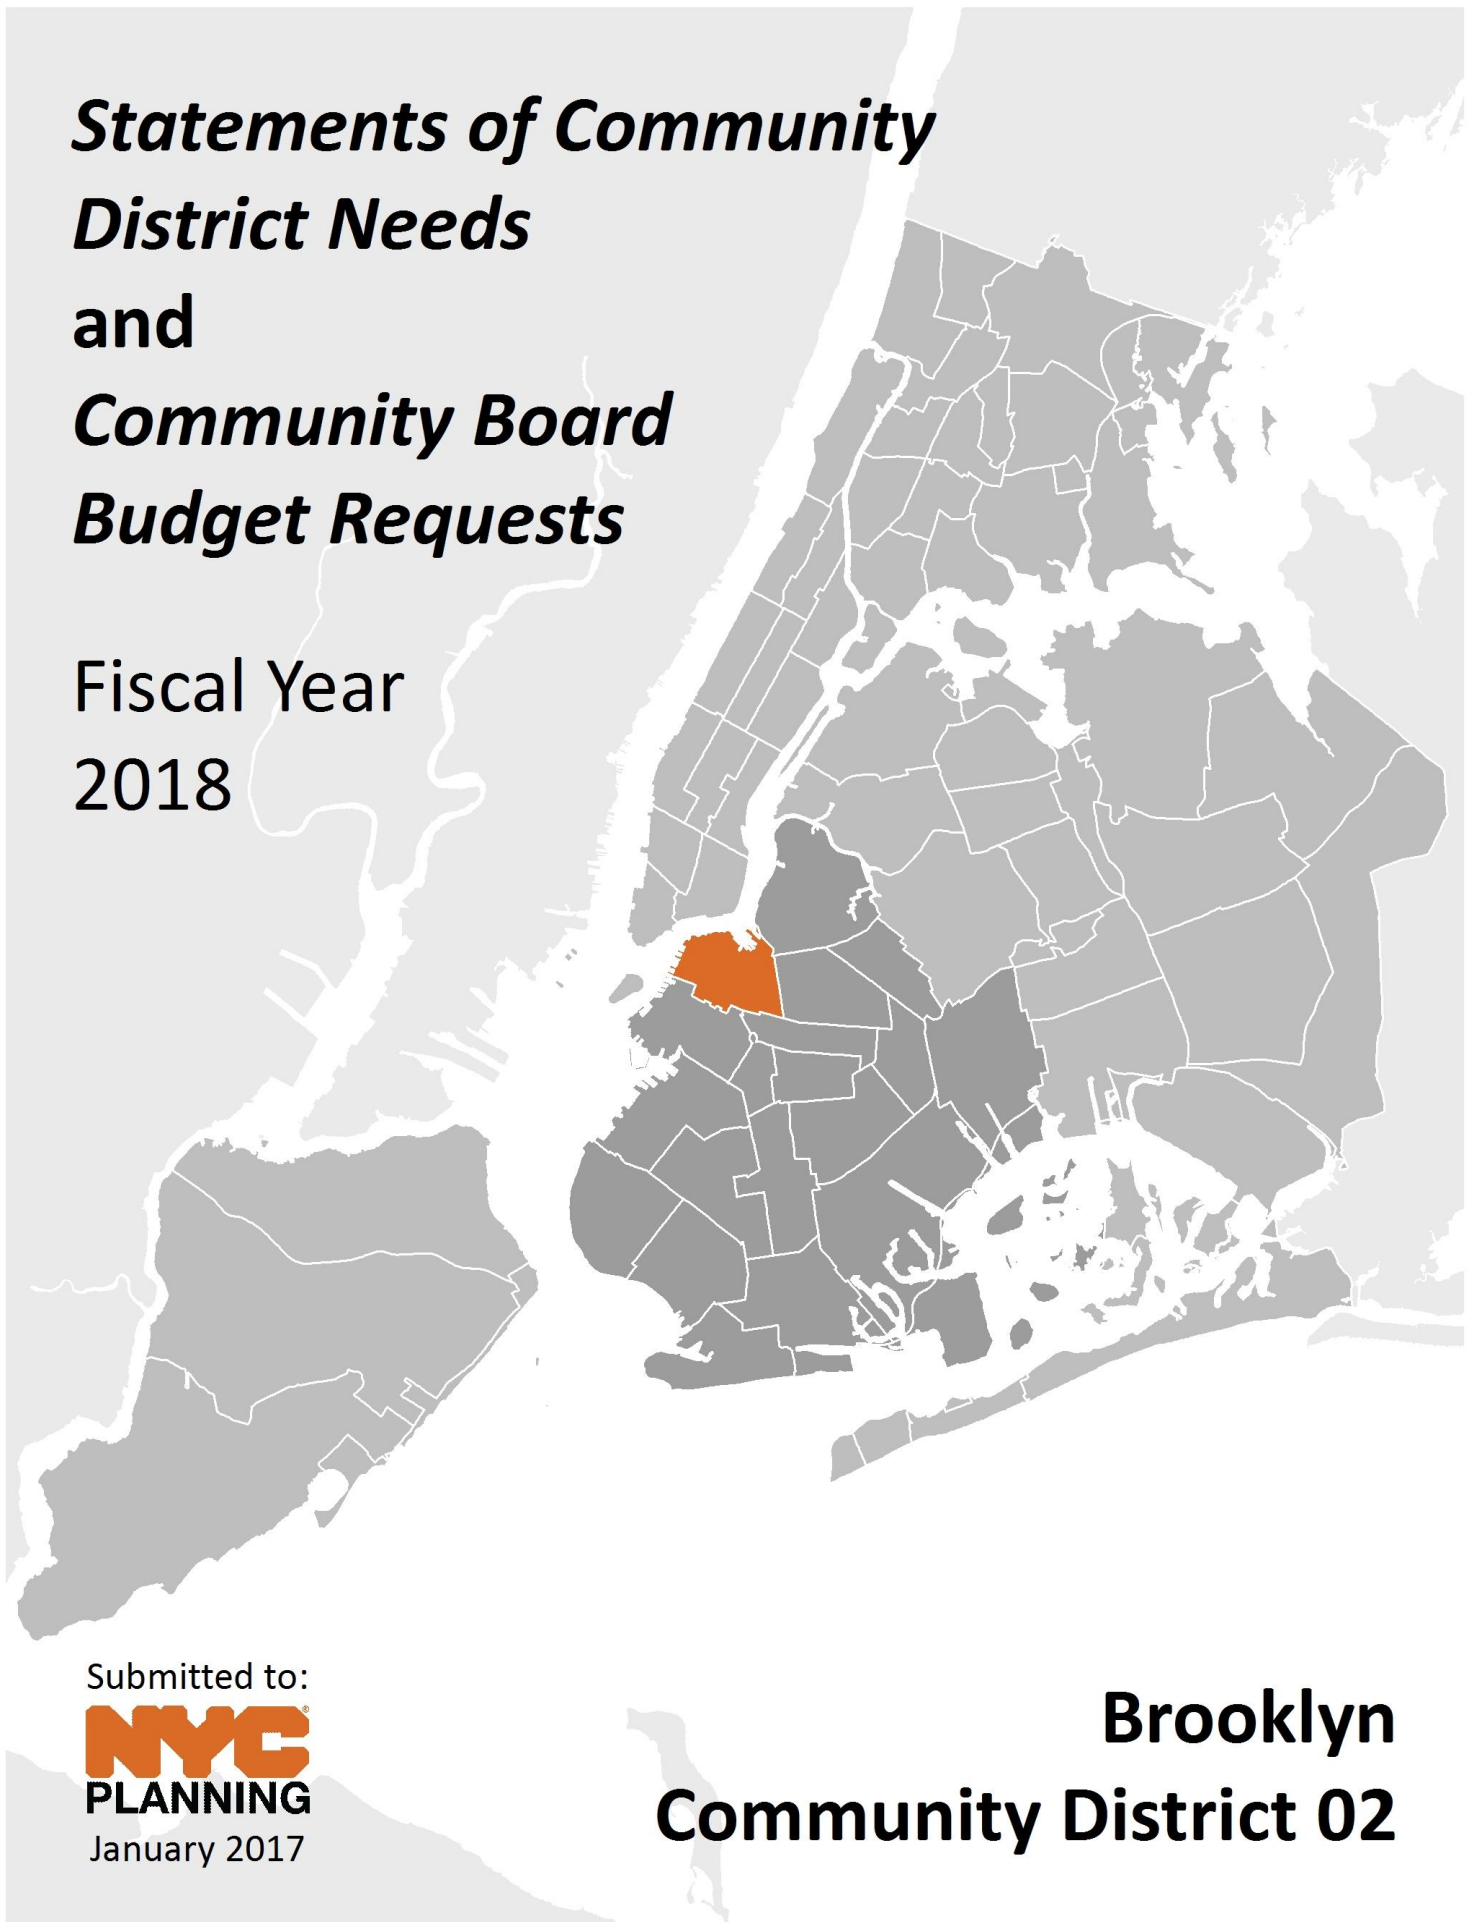 Statements of Community
District Needs
and
Community Board
Budget Requests
Fiscal Year
2018
Submitted to:
NYC®
PLANNING
January 2017
Brooklyn
Community District 02